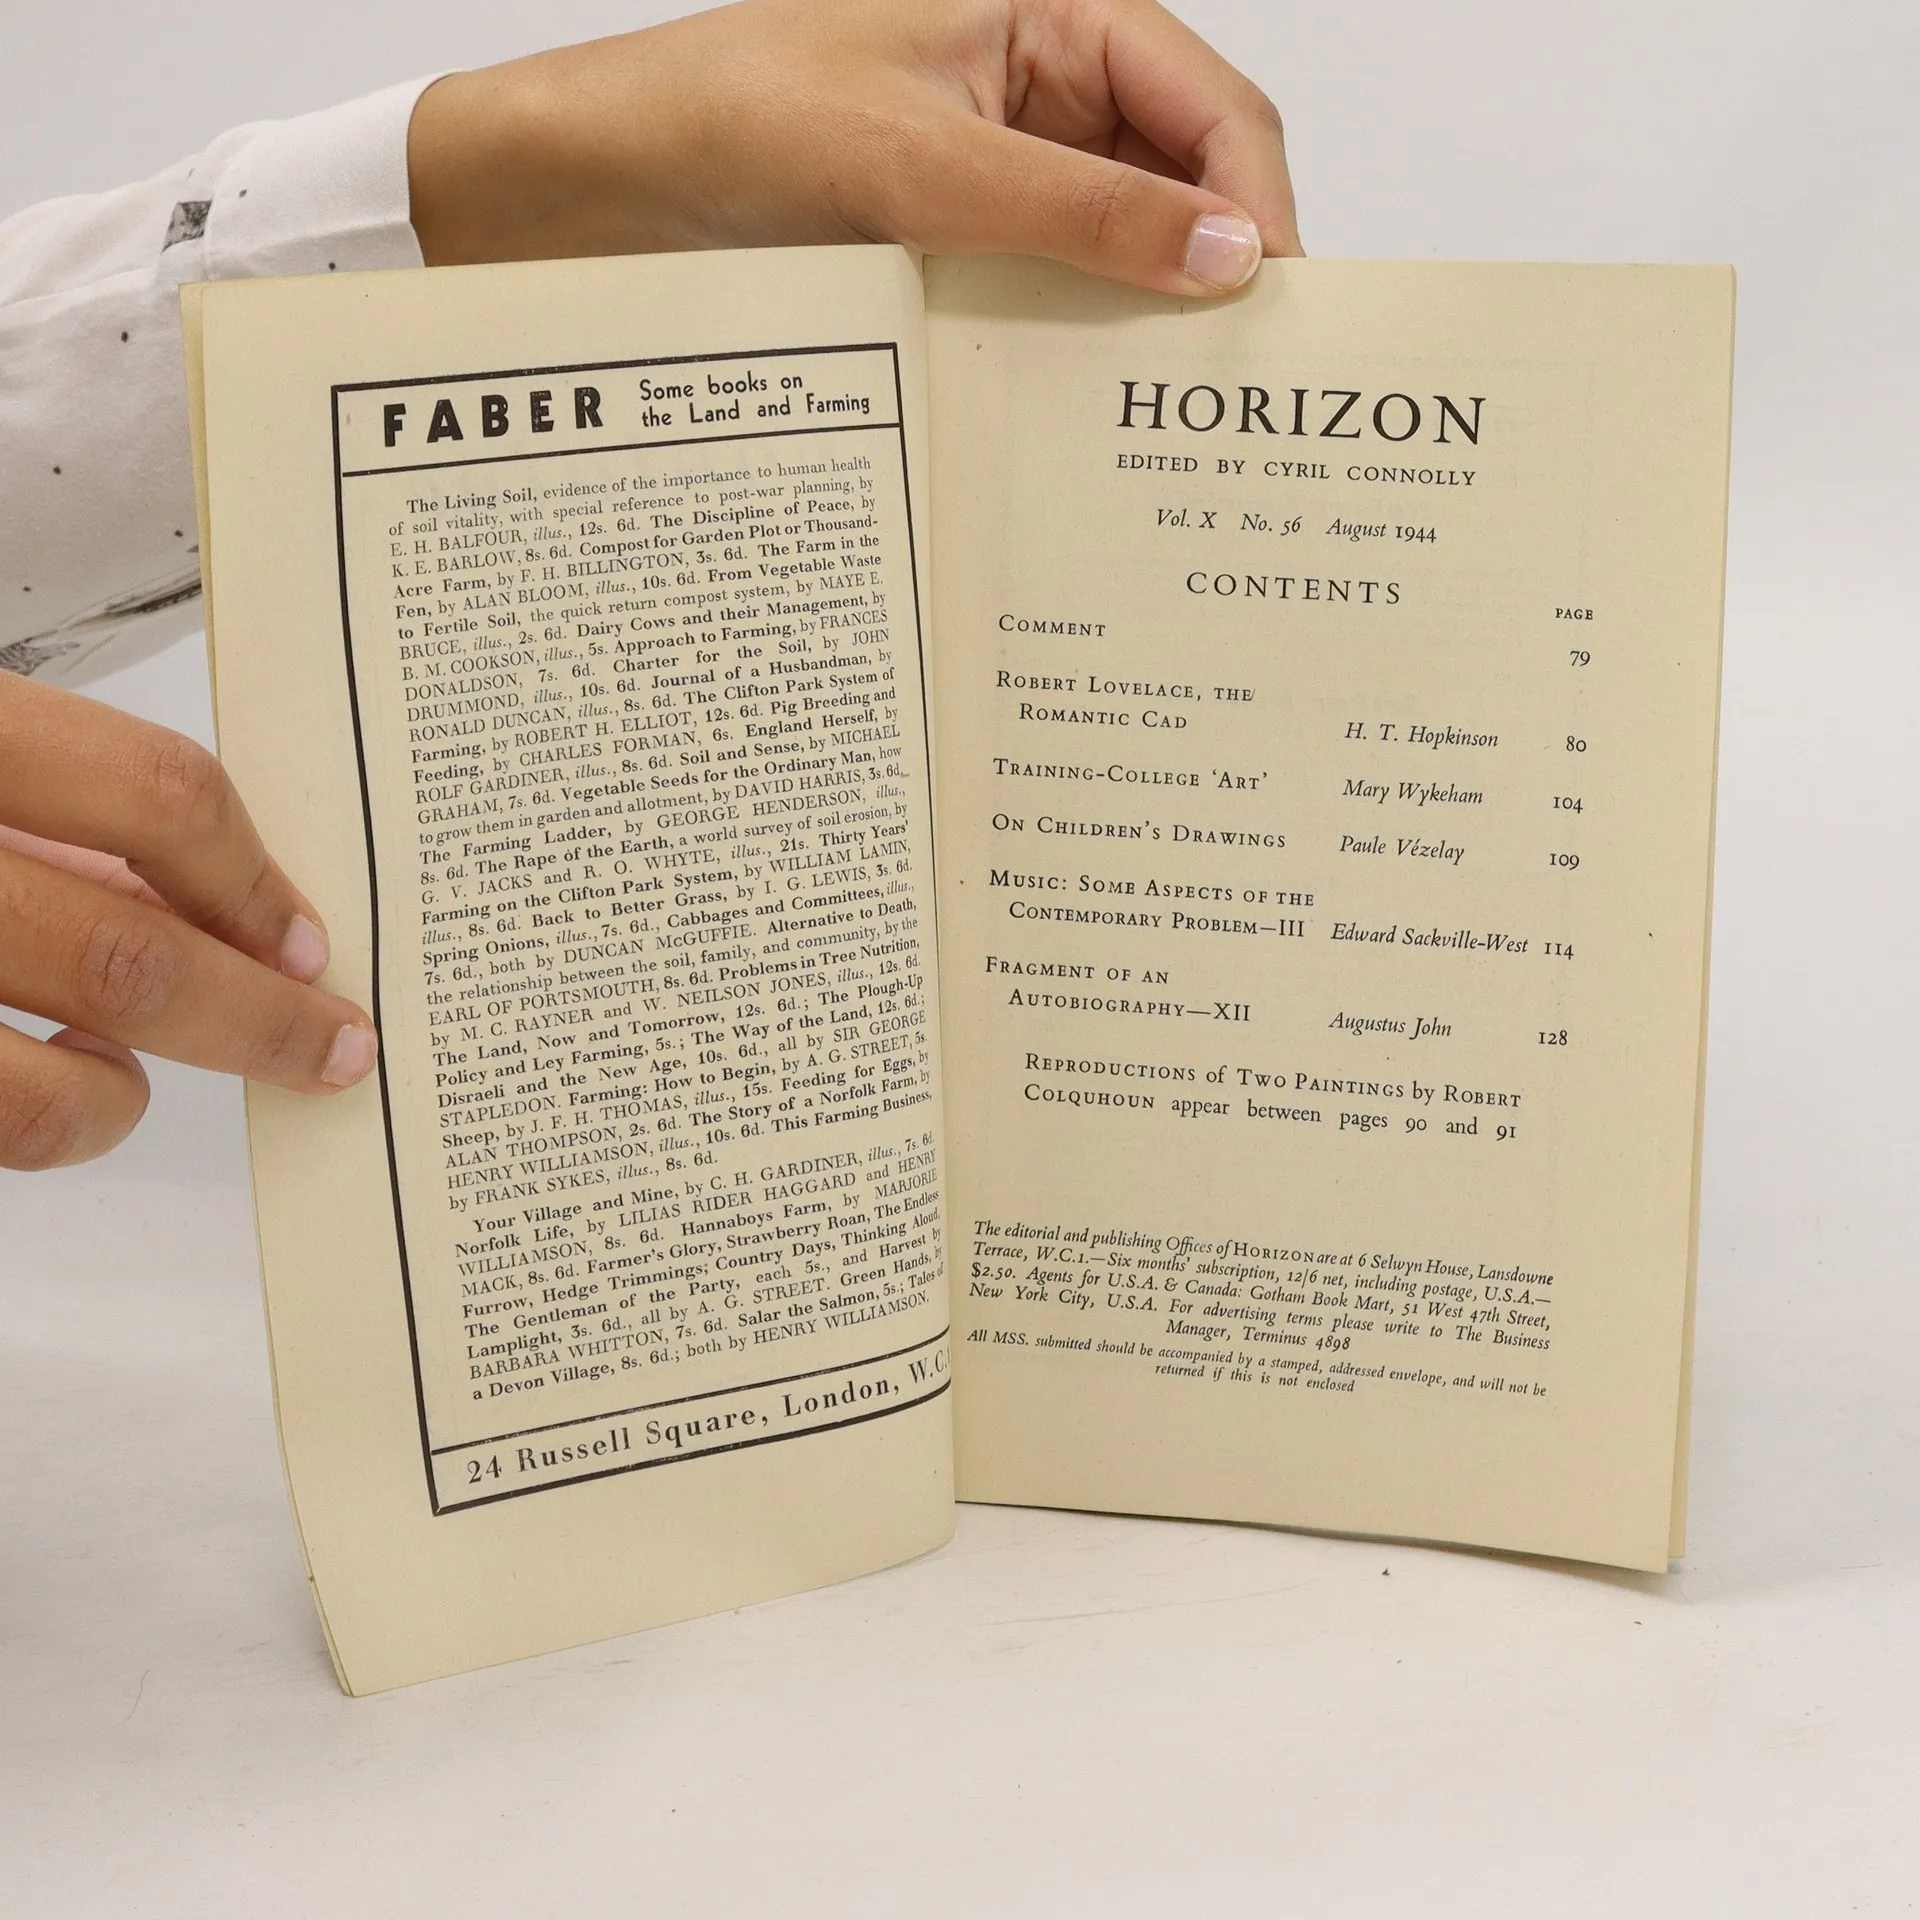 FABER Some books on
the Land and Farming
The Living Soil, evidence of the importance to human health
of soil vitality, with special reference to post-war planning, by
E. H. BALFOUR, illus., 12s. 6d. The Discipline of Peace, by
K. E. BARLOW, 8s. 6d. Compost for Garden Plot or Thousand-
Acre Farm, by F. H. BILLINGTON, 3s. 6d. The Farm in the
Fen, by ALAN BLOOM, illus., 10s. 6d. From Vegetable Waste
to Fertile Soil, the quick return compost system, by MAYE E.
BRUCE, illus., 2s. 6d. Dairy Cows and their Management, by
B. M. COOKSON, illus., 5s. Approach to Farming, by FRANCES
DONALDSON, 7s. 6d. Charter for the Soil, by JOHN
DRUMMOND, illus., 10s. 6d. Journal of a Husbandman, by
RONALD DUNCAN, illus., 8s. 6d. The Clifton Park System of
Farming, by ROBERT H. ELLIOT, 12s. 6d. Pig Breeding and
Feeding, by CHARLES FORMAN, 6s. England Herself, by
ROLF GARDINER, illus., 8s. 6d. Soil and Sense, by MICHAEL
GRAHAM, 7s. 6d. Vegetable Seeds for the Ordinary Man, how
to grow them in garden and allotment, by DAVID HARRIS, 3s. 6d.
The Farming Ladder, by GEORGE HENDERSON, illus.,
8s. 6d. The Rape of the Earth, a world survey of soil erosion, by
G. V. JACKS and R. O. WHYTE, illus., 21s. Thirty Years'
Farming on the Clifton Park System, by WILLIAM LAMIN,
illus., 8s. 6d. Back to Better Grass, by I. G. LEWIS, 3s. 6d.
Spring Onions, illus., 7s. 6d., Cabbages and Committees, illus.,
7s. 6d., both by DUNCAN McGUFFIE. Alternative to Death,
the relationship between the soil, family, and community, by the
EARL OF PORTSMOUTH, 8s. 6d. Problems in Tree Nutrition,
by M. C. RAYNER and W. NEILSON JONES, illus., 12s. 6d.
The Land, Now and Tomorrow, 12s. 6d.; The Plough-Up
Policy and Ley Farming, 5s.; The Way of the Land, 12s. 6d.;
Disraeli and the New Age, 10s. 6d., all by SIR GEORGE
STAPLEDON. Farming: How to Begin, by A. G. STREET, 5s.
Sheep, by J. F. H. THOMAS, illus., 15s. Feeding for Eggs, by
ALAN THOMPSON, 2s. 6d. The Story of a Norfolk Farm, by
HENRY WILLIAMSON, illus., 10s. 6d. This Farming Business,
by FRANK SYKES, illus., 8s. 6d.
Your Village and Mine, by C. H. GARDINER, illus., 7s. 6d.
Norfolk Life, by LILIAS RIDER HAGGARD and HENRY
WILLIAMSON, 8s. 6d. Hannaboys Farm, by MARJORIE
MACK, 8s. 6d. Farmer's Glory, Strawberry Roan, The Endless
Furrow, Hedge Trimmings; Country Days, Thinking Aloud,
The Gentleman of the Party, each 5s., and Harvest by
Lamplight, 3s. 6d., all by A. G. STREET. Green Hands, by
BARBARA WHITTON, 7s. 6d. Salar the Salmon, 5s.; Tales of
a Devon Village, 8s. 6d.; both by HENRY WILLIAMSON.
24 Russell Square, London, W.C.
HORIZON
EDITED BY CYRIL CONNOLLY
Vol. X No. 56 August 1944
CONTENTS
PAGE
COMMENT 79
ROBERT LOVELACE, THE
ROMANTIC CAD H. T. Hopkinson 80
TRAINING-COLLEGE 'ART' Mary Wykeham 104
ON CHILDREN'S DRAWINGS Paule Vézelay 109
MUSIC: SOME ASPECTS OF THE
CONTEMPORARY PROBLEM—III Edward Sackville-West 114
FRAGMENT OF AN
AUTOBIOGRAPHY—XII Augustus John 128
REPRODUCTIONS of TWO PAINTINGS by ROBERT
COLQUHOUN appear between pages 90 and 91
The editorial and publishing Offices of HORIZON are at 6 Selwyn House, Lansdowne
Terrace, W.C.1.—Six months' subscription, 12/6 net, including postage, U.S.A.—
$2.50. Agents for U.S.A. & Canada: Gotham Book Mart, 51 West 47th Street,
New York City, U.S.A. For advertising terms please write to The Business
Manager, Terminus 4898
All MSS. submitted should be accompanied by a stamped, addressed envelope, and will not be
returned if this is not enclosed